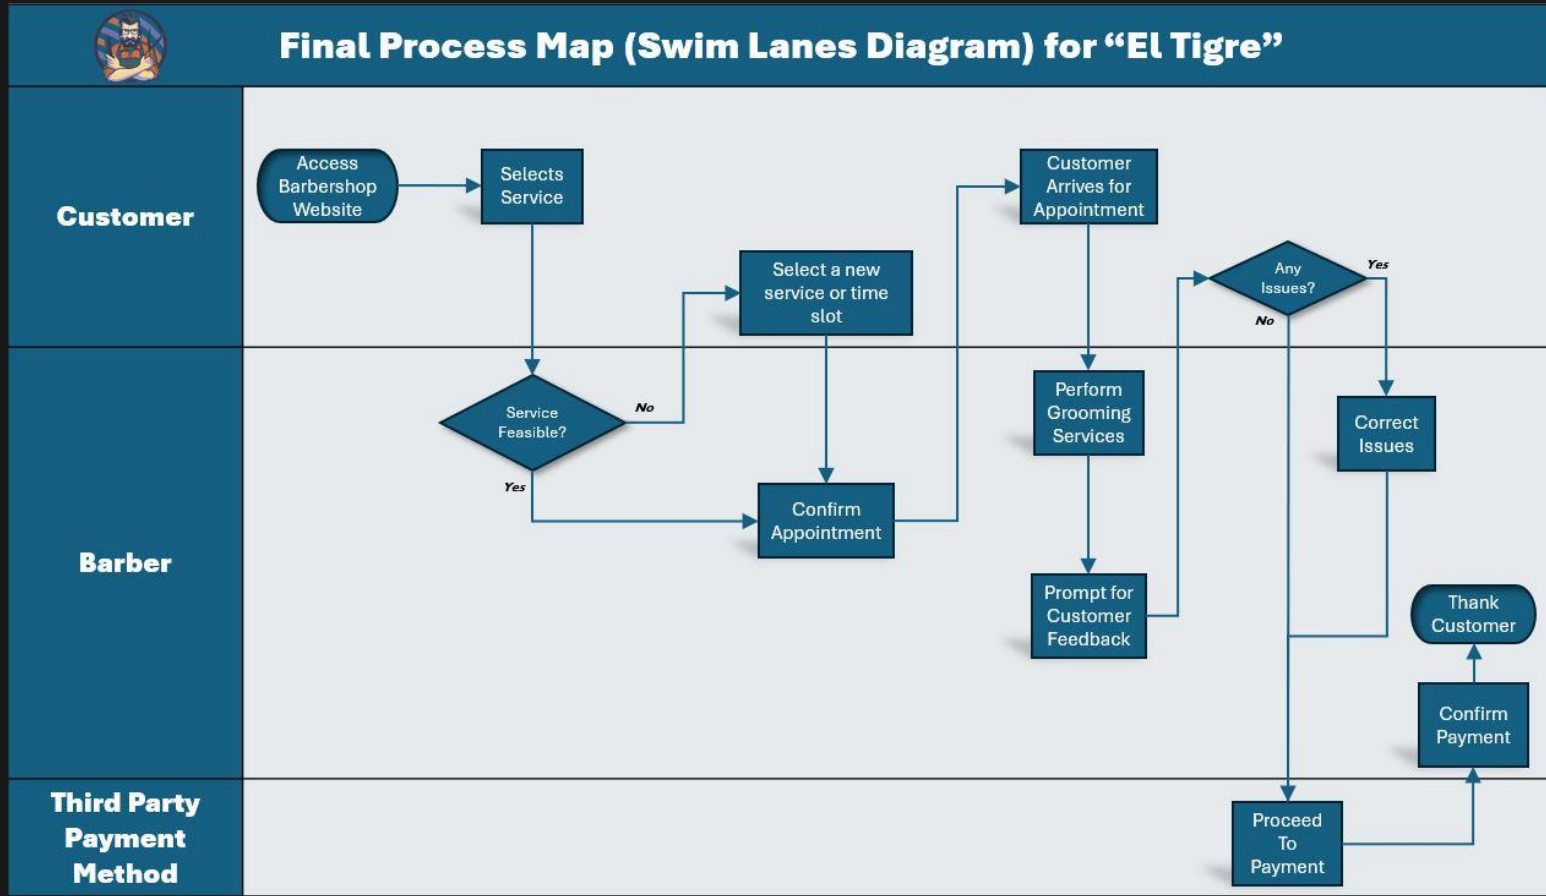 Final Process Map (Swim Lanes Diagram) for “El Tigre”
Customer
Access
Barbershop
Website
Selects
Service
Select a new
service or time
slot
Customer
Arrives for
Appointment
Any
Issues?
Yes
No
Barber
Service
Feasible?
No
Yes
Confirm
Appointment
Perform
Grooming
Services
Prompt for
Customer
Feedback
Correct
Issues
Thank
Customer
Confirm
Payment
Third Party
Payment
Method
Proceed
To
Payment